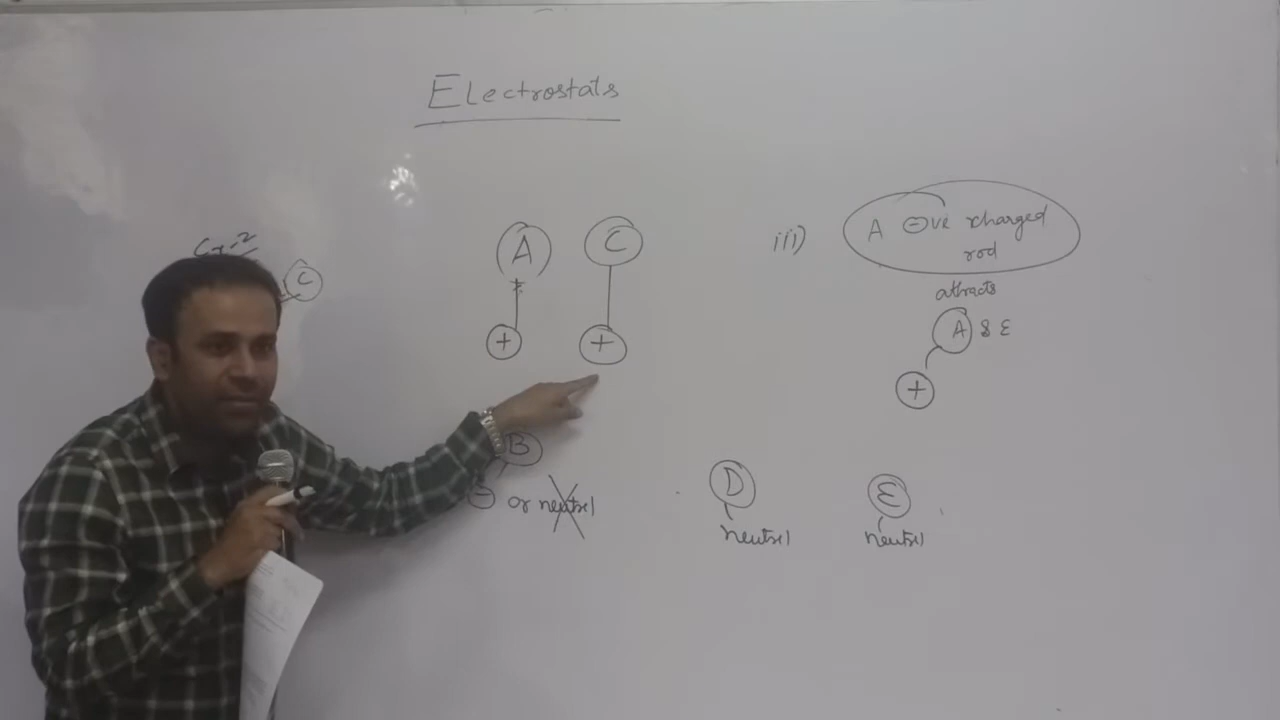 Electrostats
C
A
C
+
+
iii)
A ⊖ve charged
rod
attracts
A & E
+
B
− or neutral
D
neutral
E
neutral